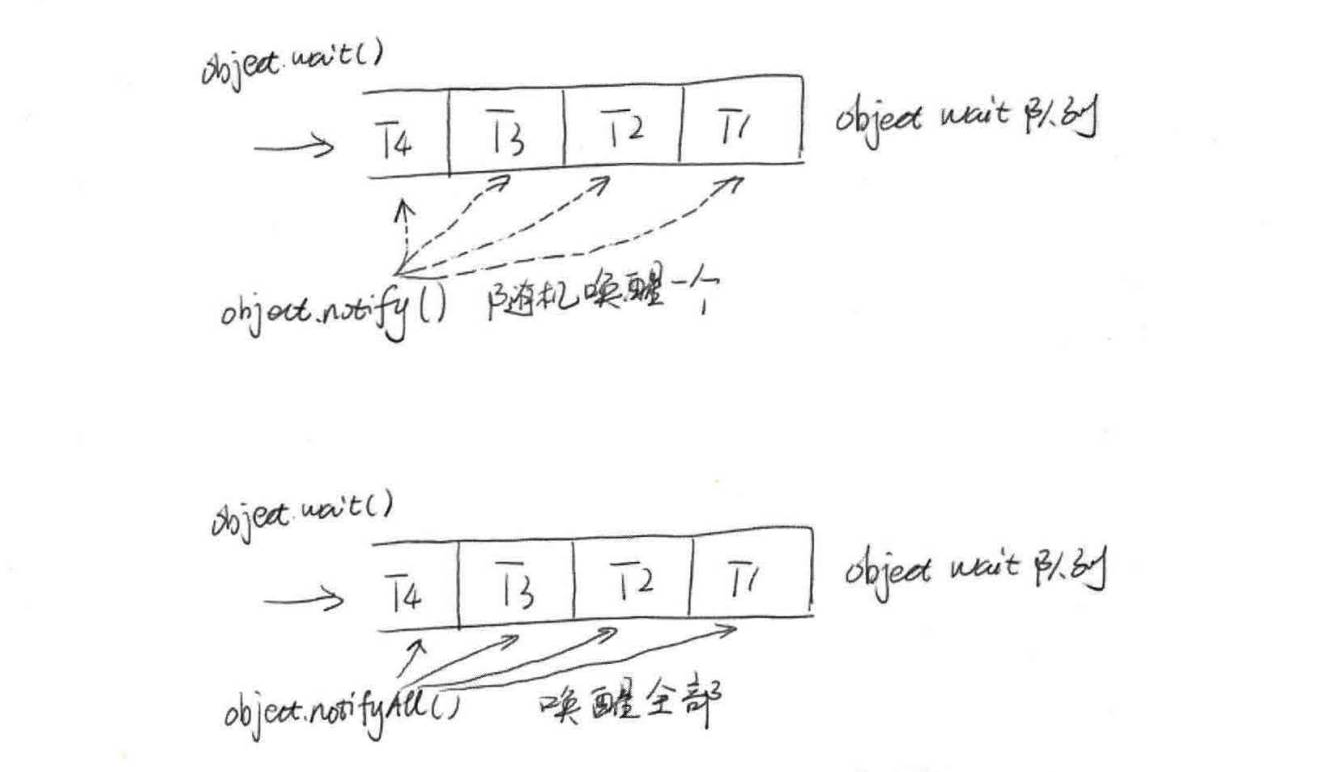 object.wait()
T4 T3 T2 T1
object wait 队列
object.notify() 随机唤醒一个
object.wait()
T4 T3 T2 T1
object wait 队列
object.notifyAll() 唤醒全部